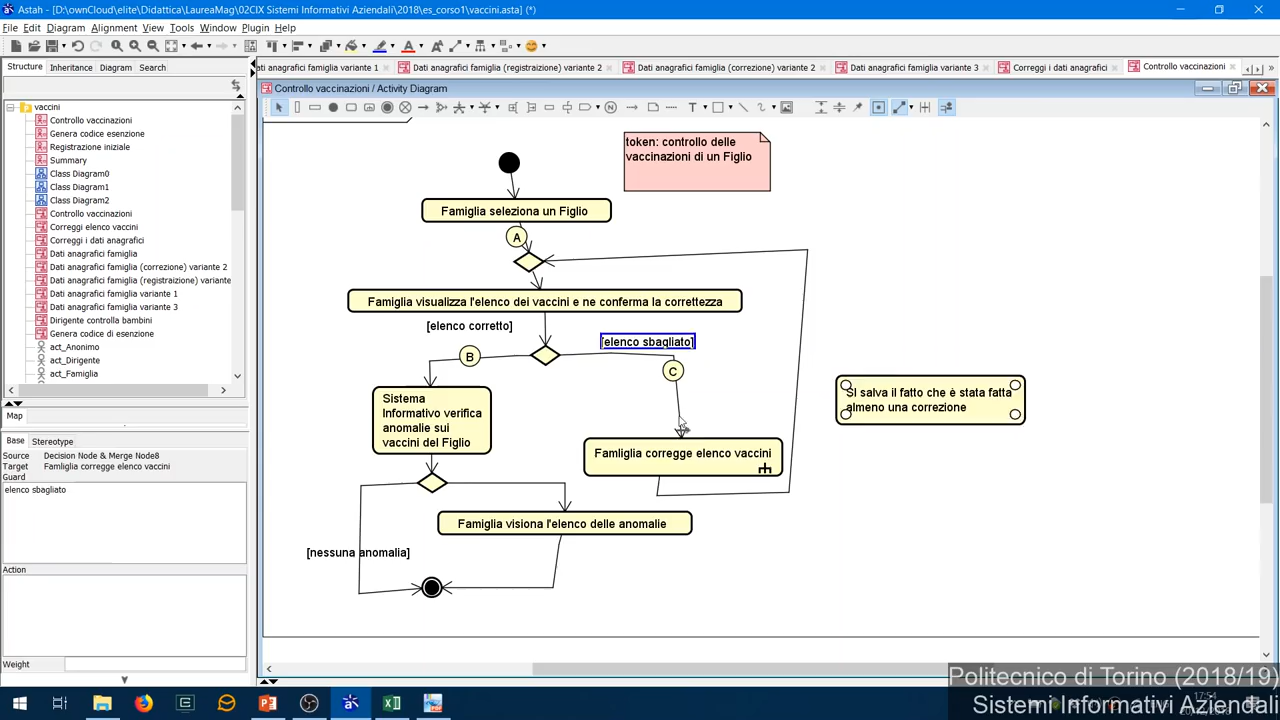 Astah - [D:\ownCloud\elite\Didattica\LaureaMag\02CIX Sistemi Informativi Aziendali\2018\es_corso1\vaccini.asta] (*)
File Edit Diagram Alignment View Tools Window Plugin Help
Structure Inheritance Diagram Search
ati anagrafici famiglia variante 1 Dati anagrafici famiglia (registraizione) variante 2 Dati anagrafici famiglia (correzione) variante 2 Dati anagrafici famiglia variante 3 Correggi i dati anagrafici Controllo vaccinazioni
Controllo vaccinazioni / Activity Diagram
vaccini
Controllo vaccinazioni
Genera codice esenzione
Registrazione iniziale
Summary
Class Diagram0
Class Diagram1
Class Diagram2
Controllo vaccinazioni
Correggi elenco vaccini
Correggi i dati anagrafici
Dati anagrafici famiglia
Dati anagrafici famiglia (correzione) variante 2
Dati anagrafici famiglia (registraizione) variante
Dati anagrafici famiglia variante 1
Dati anagrafici famiglia variante 3
Dirigente controlla bambini
Genera codice di esenzione
act_Anonimo
act_Dirigente
act_Famiglia
Map
Base Stereotype
Source Decision Node & Merge Node8
Target Famliglia corregge elenco vaccini
Guard
elenco sbagliato
Action
Weight
token: controllo delle
vaccinazioni di un Figlio
Famiglia seleziona un Figlio
A
Famiglia visualizza l'elenco dei vaccini e ne conferma la correttezza
[elenco corretto]
[elenco sbagliato]
B
C
Sistema
Informativo verifica
anomalie sui
vaccini del Figlio
Famliglia corregge elenco vaccini
SI salva il fatto che è stata fatta
almeno una correzione
Famiglia visiona l'elenco delle anomalie
[nessuna anomalia]
Politecnico di Torino (2018/19)
Sistemi Informativi Aziendali
17:54